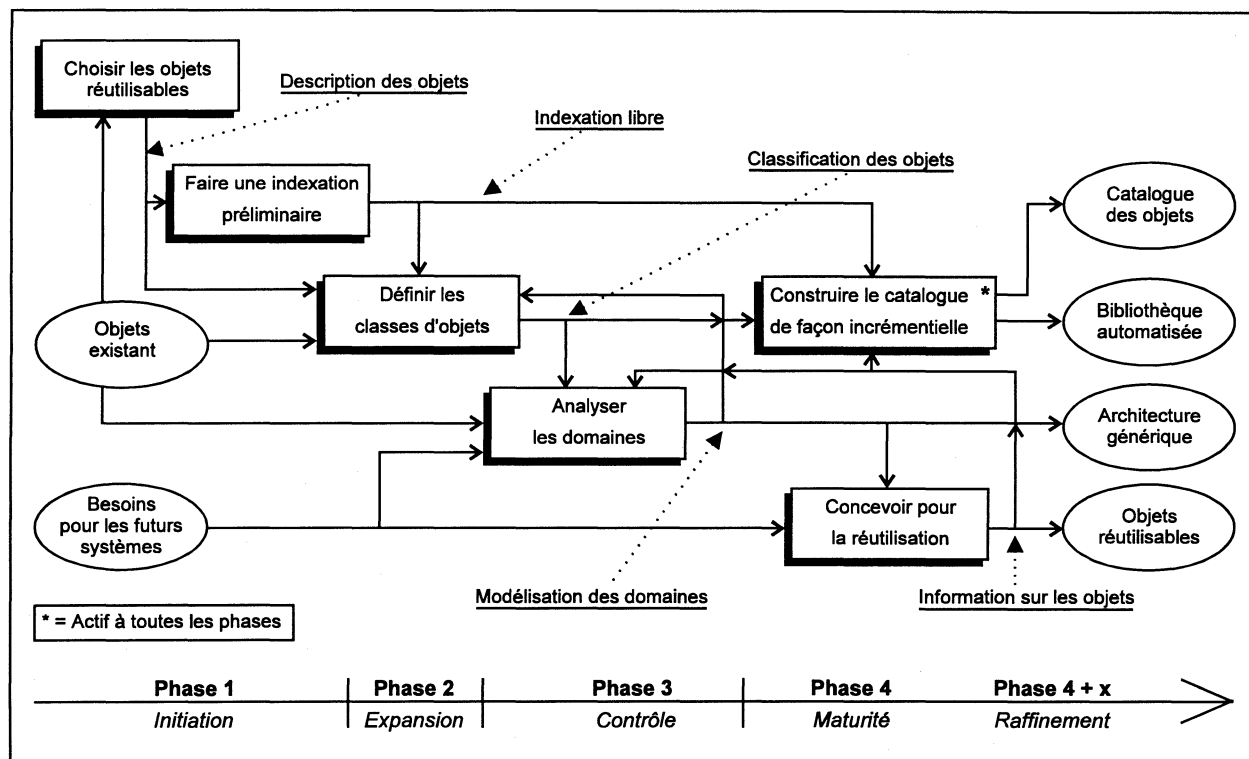 Choisir les objets
réutilisables
Description des objets
Indexation libre
Classification des objets
Faire une indexation
préliminaire
Catalogue
des objets
Définir les
classes d'objets
Construire le catalogue *
de façon incrémentielle
Objets
existant
Bibliothèque
automatisée
Analyser
les domaines
Architecture
générique
Besoins
pour les futurs
systèmes
Concevoir pour
la réutilisation
Objets
réutilisables
Modélisation des domaines
Information sur les objets
* = Actif à toutes les phases
Phase 1
Phase 2
Phase 3
Phase 4
Phase 4 + x
Initiation
Expansion
Contrôle
Maturité
Raffinement